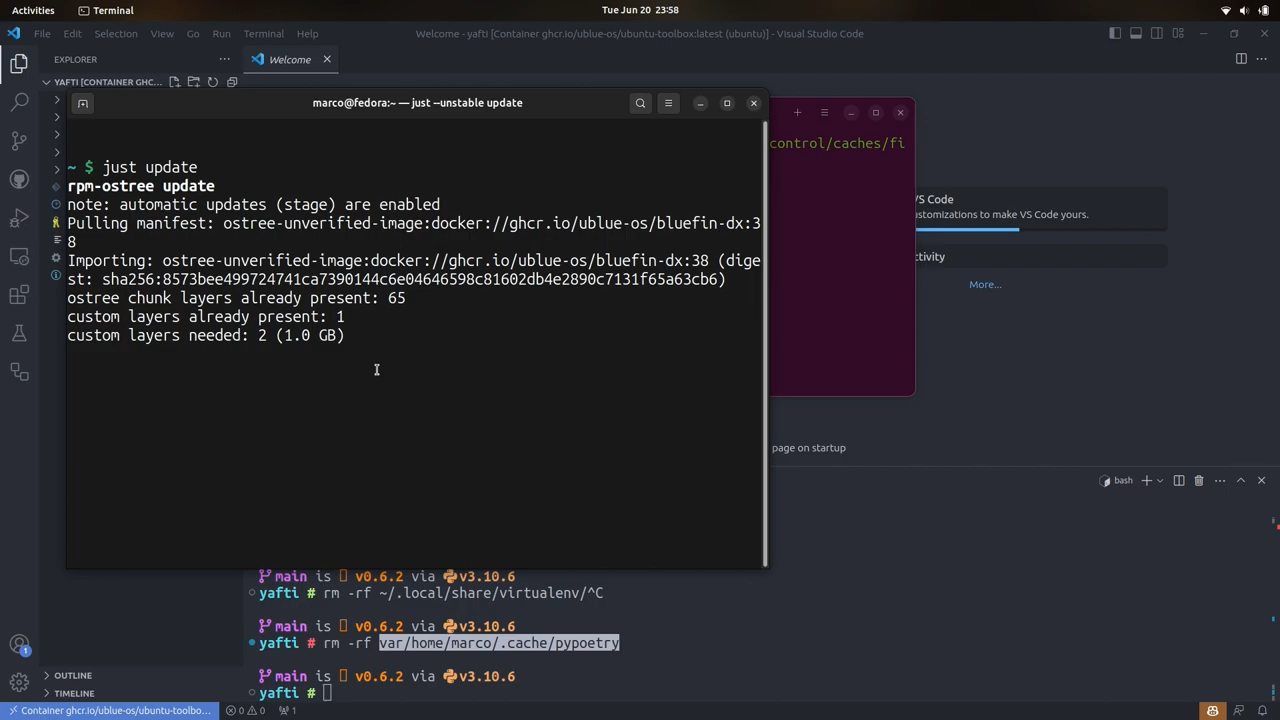 Activities
Terminal
Tue Jun 20 23:58
File Edit Selection View Go Run Terminal Help
Welcome - yafti [Container ghcr.io/ublue-os/ubuntu-toolbox:latest (ubuntu)] - Visual Studio Code
EXPLORER
Welcome
YAFTI [CONTAINER GHC...
marco@fedora:~ — just --unstable update
~ $ just update
rpm-ostree update
note: automatic updates (stage) are enabled
Pulling manifest: ostree-unverified-image:docker://ghcr.io/ublue-os/bluefin-dx:3
8
Importing: ostree-unverified-image:docker://ghcr.io/ublue-os/bluefin-dx:38 (dige
st: sha256:8573bee499724741ca7390144c6e04646598c81602db4e2890c7131f65a63cb6)
ostree chunk layers already present: 65
custom layers already present: 1
custom layers needed: 2 (1.0 GB)
control/caches/fi
VS Code
ustomizations to make VS Code yours.
ctivity
More...
page on startup
bash
main is v0.6.2 via v3.10.6
yafti # rm -rf ~/.local/share/virtualenv/^C
main is v0.6.2 via v3.10.6
yafti # rm -rf var/home/marco/.cache/pypoetry
main is v0.6.2 via v3.10.6
yafti #
OUTLINE
TIMELINE
1
Container ghcr.io/ublue-os/ubuntu-toolbo...
0 0 1